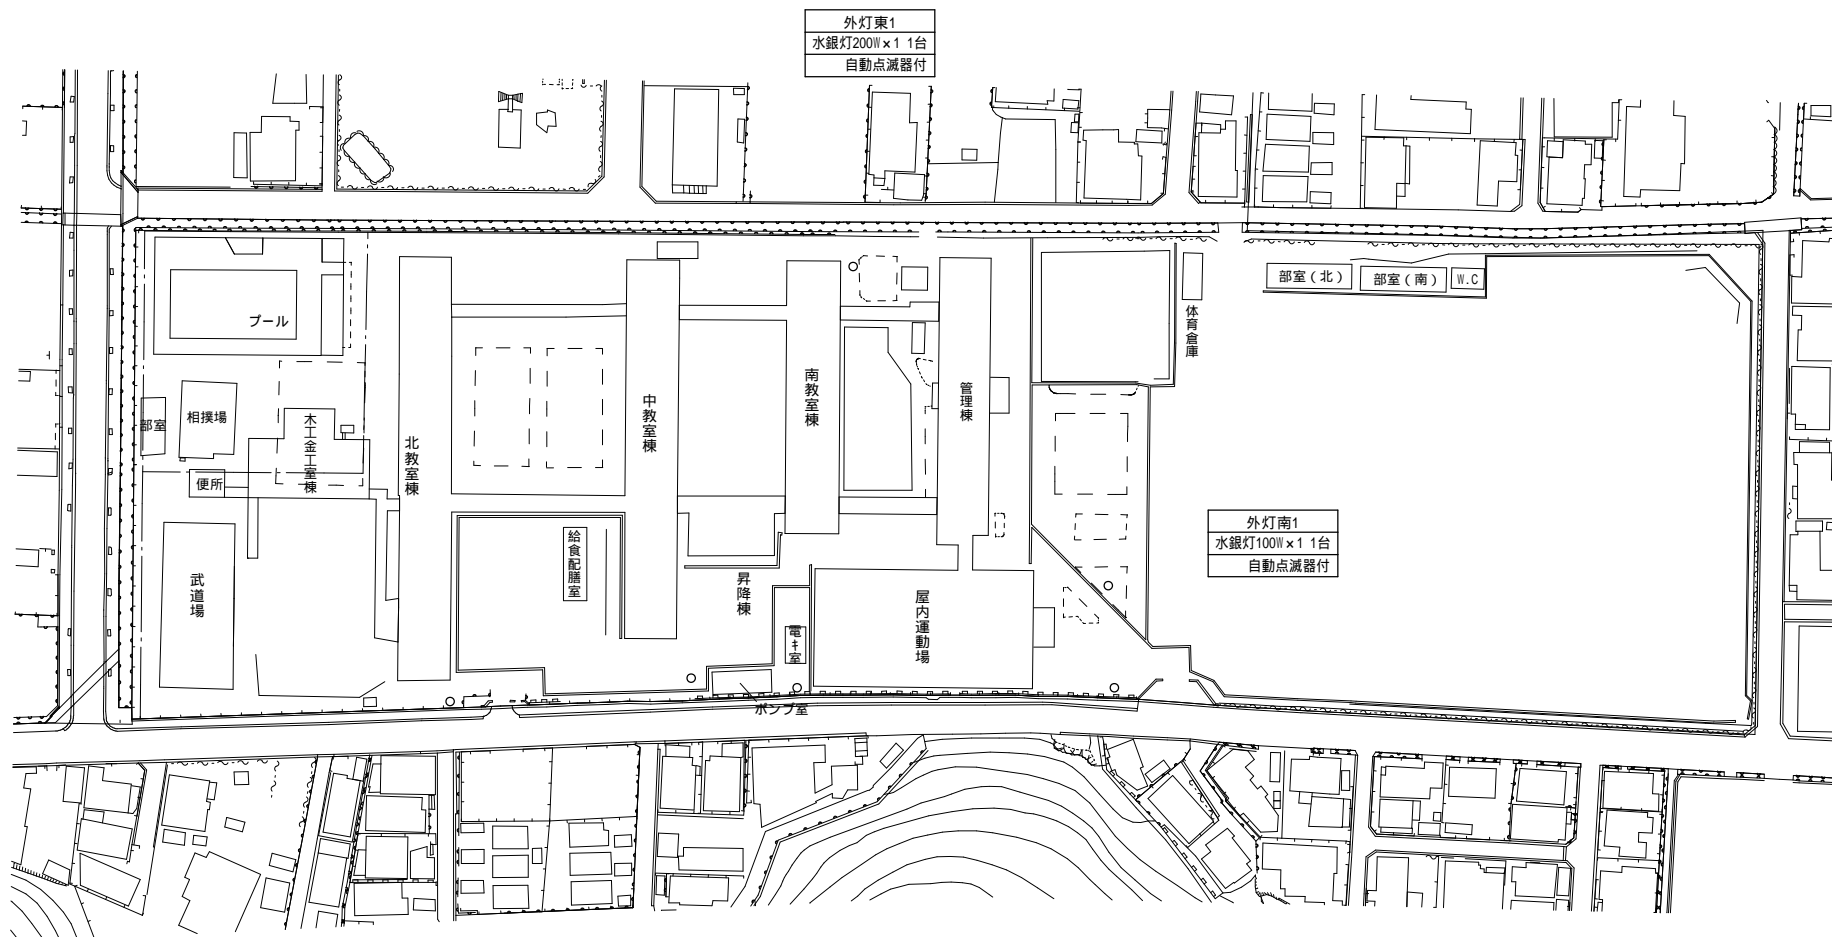 外灯東1
水銀灯200W×1 1台
自動点滅器付
部室(北)
部室(南)
W.C
プール
体育倉庫
南教室棟
管理棟
中教室棟
部室
相撲場
木工金工室棟
北教室棟
便所
外灯南1
水銀灯100W×1 1台
自動点滅器付
給食配膳室
武道場
昇降棟
屋内運動場
電キ室
ポンプ室